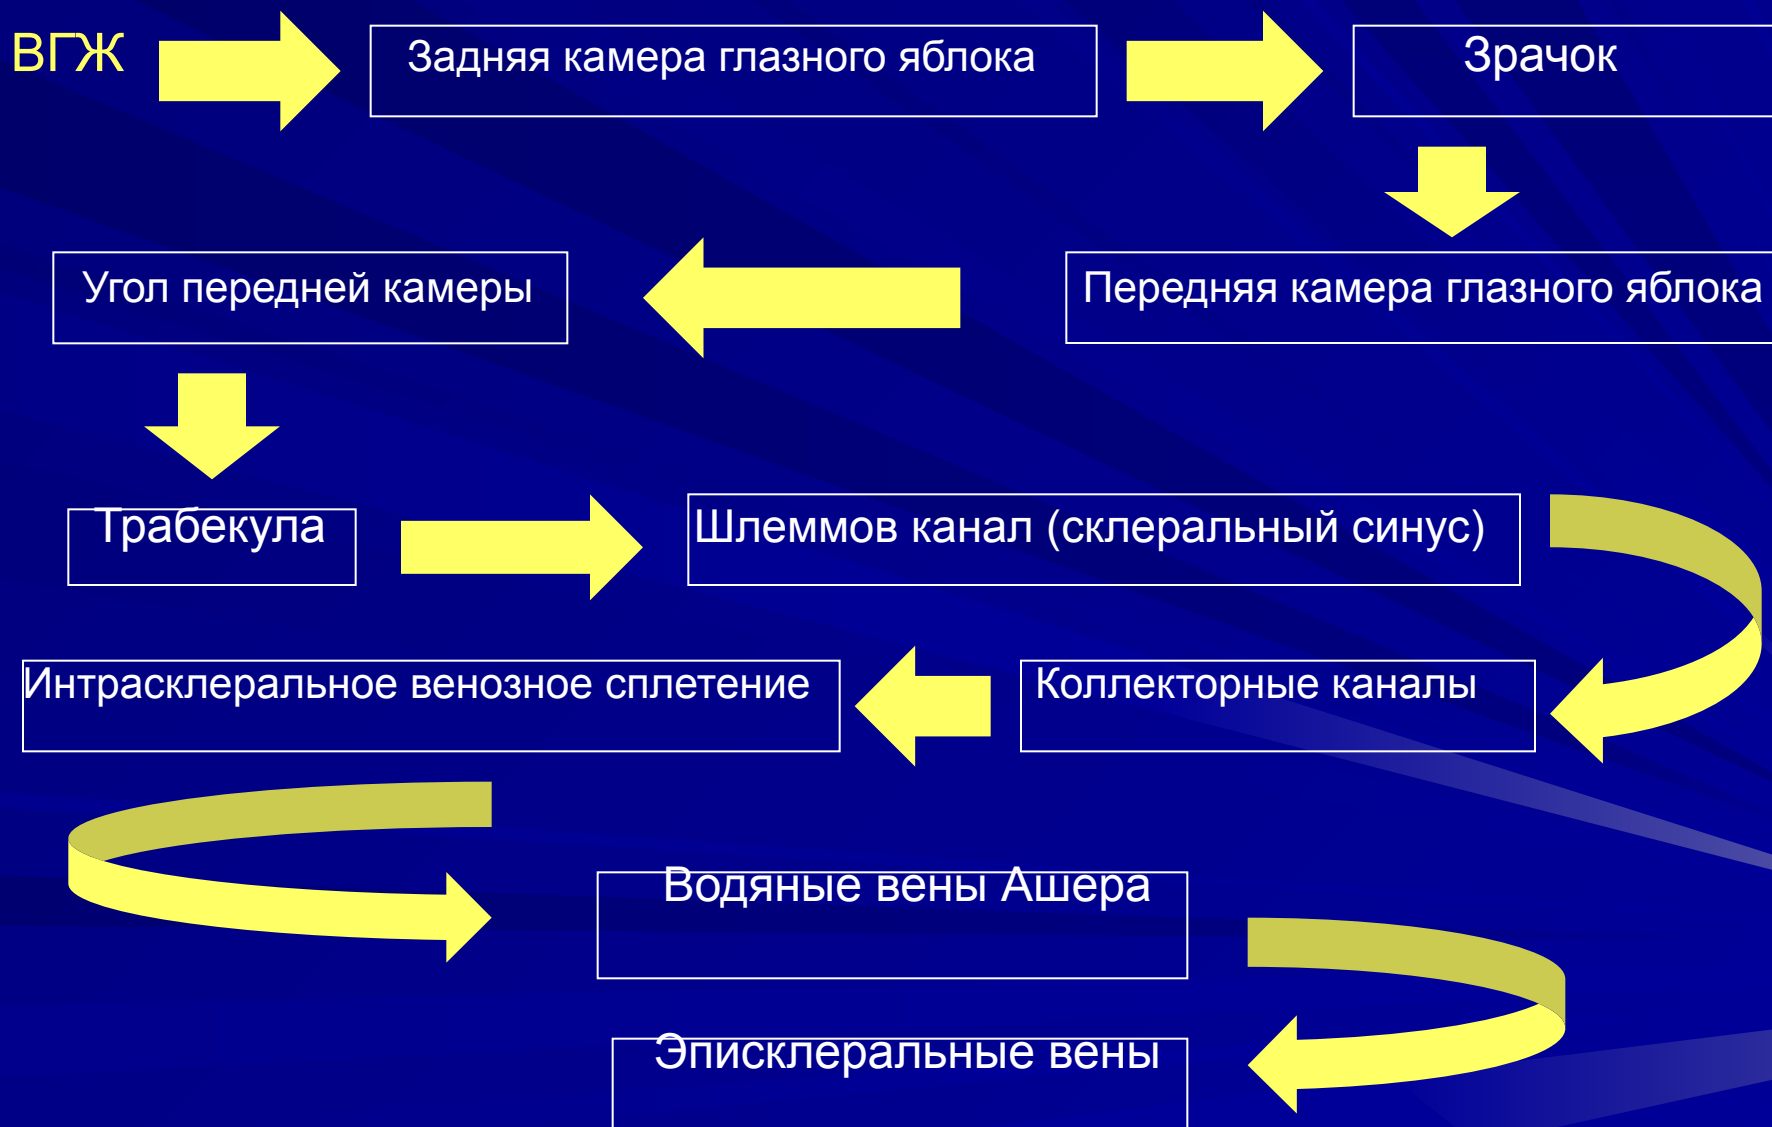 ВГЖ
Задняя камера глазного яблока
Зрачок
Передняя камера глазного яблока
Угол передней камеры
Трабекула
Шлеммов канал (склеральный синус)
Коллекторные каналы
Интрасклеральное венозное сплетение
Водяные вены Ашера
Эписклеральные вены